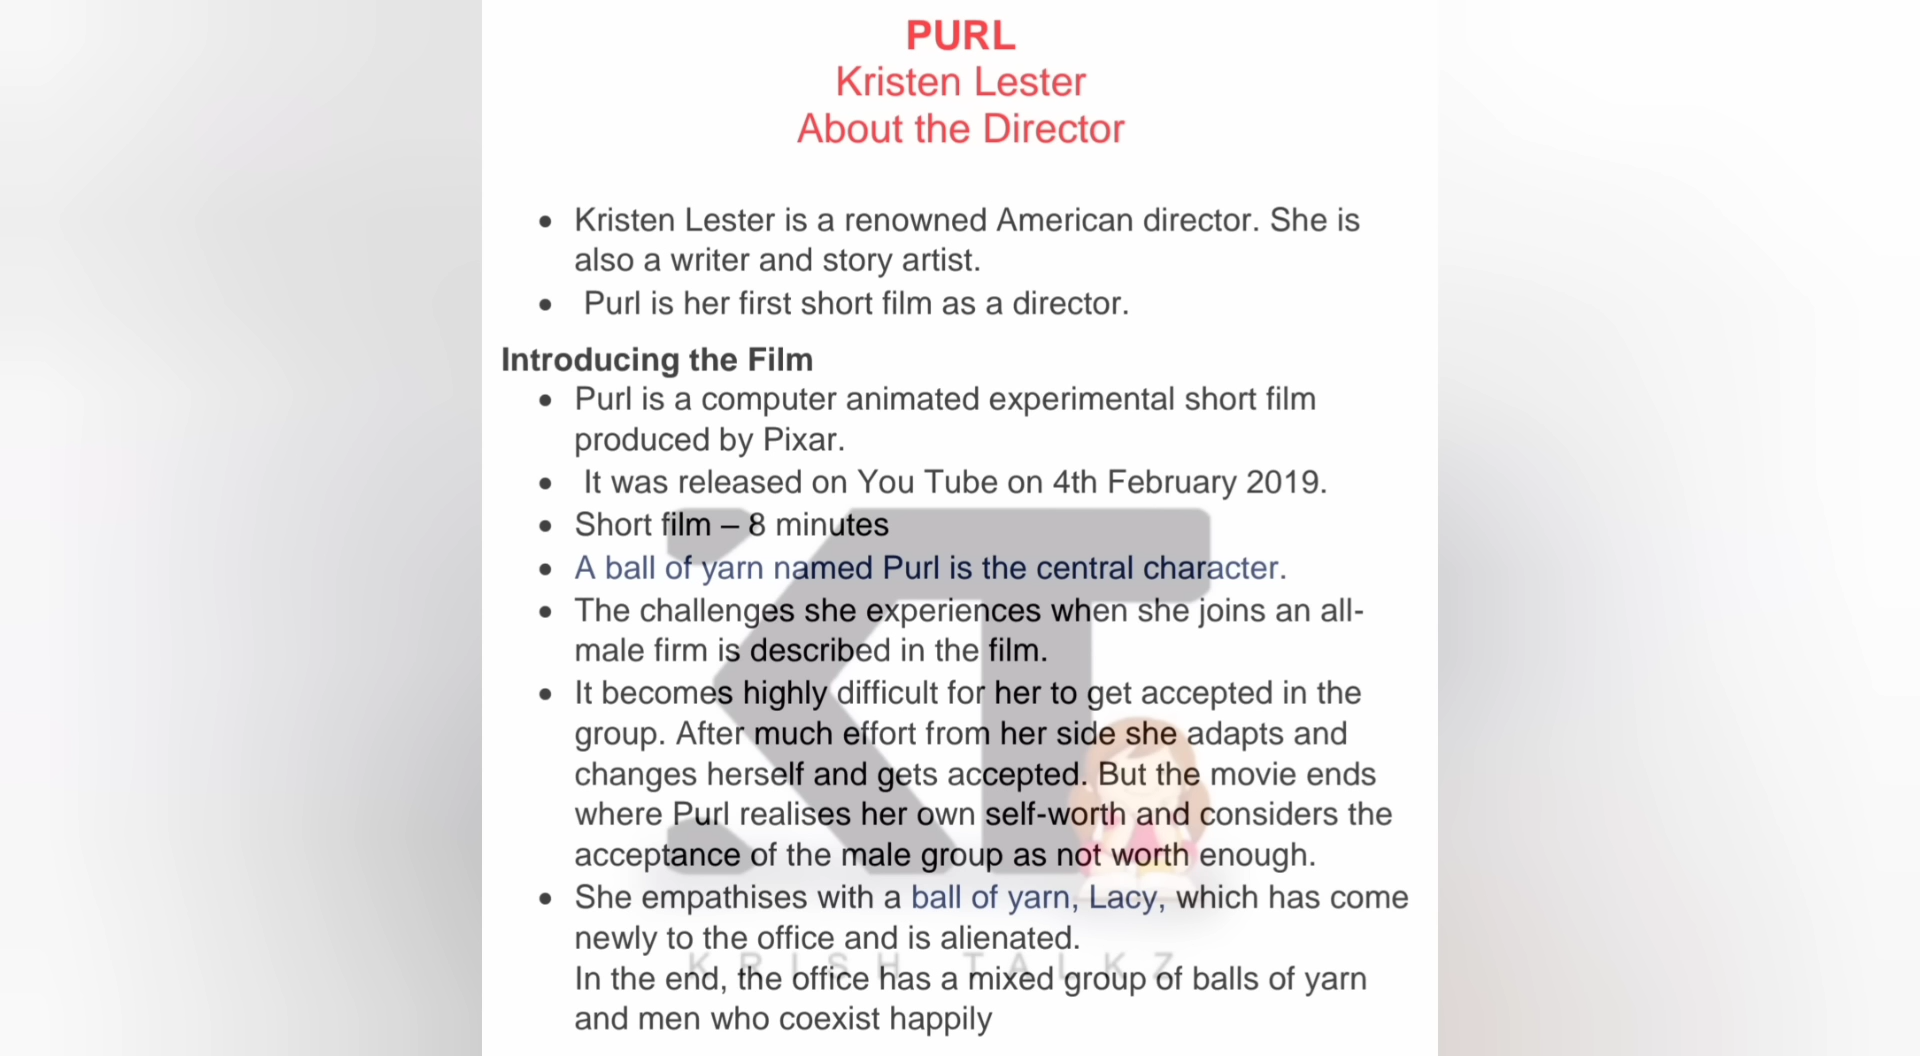 PURL
Kristen Lester
About the Director
• Kristen Lester is a renowned American director. She is
also a writer and story artist.
• Purl is her first short film as a director.
Introducing the Film
• Purl is a computer animated experimental short film
produced by Pixar.
• It was released on You Tube on 4th February 2019.
• Short film – 8 minutes
• A ball of yarn named Purl is the central character.
• The challenges she experiences when she joins an all-
male firm is described in the film.
• It becomes highly difficult for her to get accepted in the
group. After much effort from her side she adapts and
changes herself and gets accepted. But the movie ends
where Purl realises her own self-worth and considers the
acceptance of the male group as not worth enough.
• She empathises with a ball of yarn, Lacy, which has come
newly to the office and is alienated.
KRISH TALKZ
In the end, the office has a mixed group of balls of yarn
and men who coexist happily